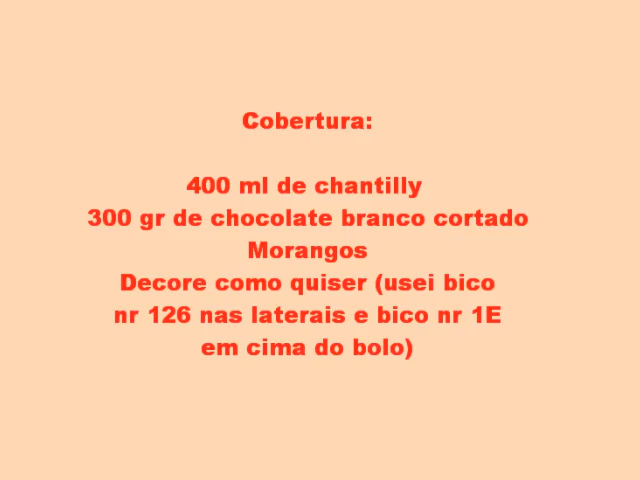 Cobertura:
400 ml de chantilly
300 gr de chocolate branco cortado
Morangos
Decore como quiser (usei bico
nr 126 nas laterais e bico nr 1E
em cima do bolo)